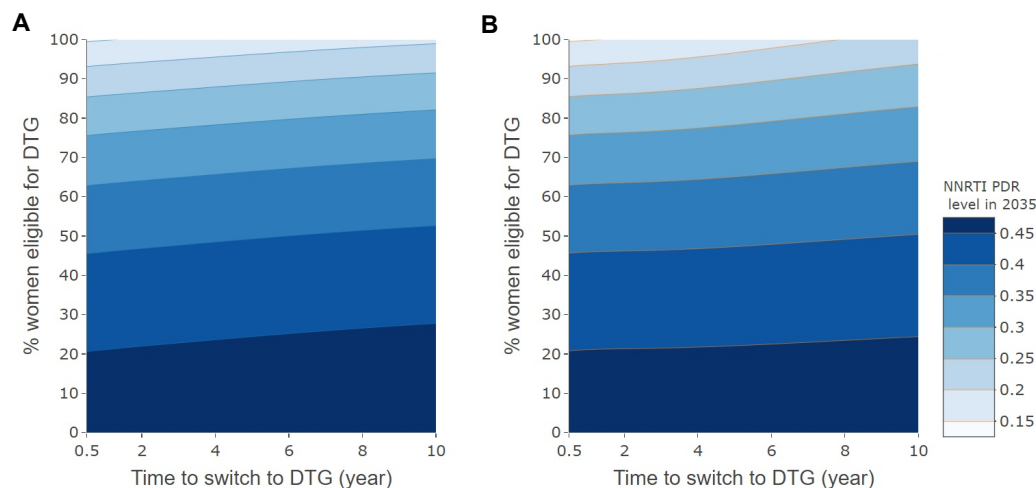 A
% women eligible for DTG
100
90
80
70
60
50
40
30
20
10
0
0.5 2 4 6 8 10
Time to switch to DTG (year)
B
% women eligible for DTG
100
90
80
70
60
50
40
30
20
10
0
0.5 2 4 6 8 10
Time to switch to DTG (year)
NNRTI PDR
level in 2035
0.45
0.4
0.35
0.3
0.25
0.2
0.15